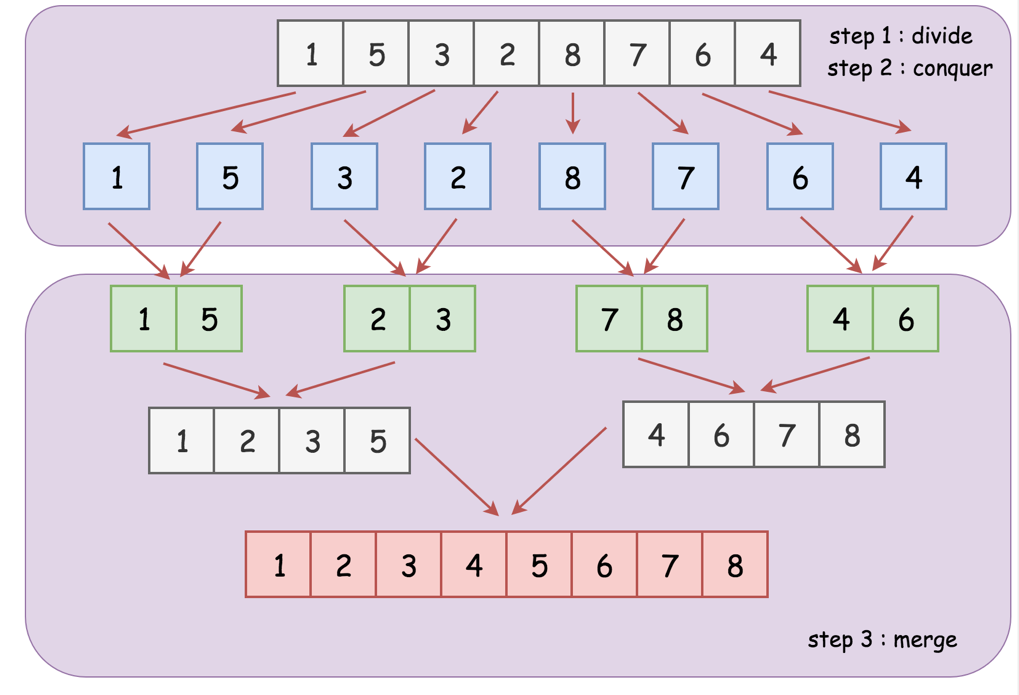 1 5 3 2 8 7 6 4
step 1 : divide
step 2 : conquer
1 5 3 2 8 7 6 4
1 5 2 3 7 8 4 6
1 2 3 5 4 6 7 8
1 2 3 4 5 6 7 8
step 3 : merge